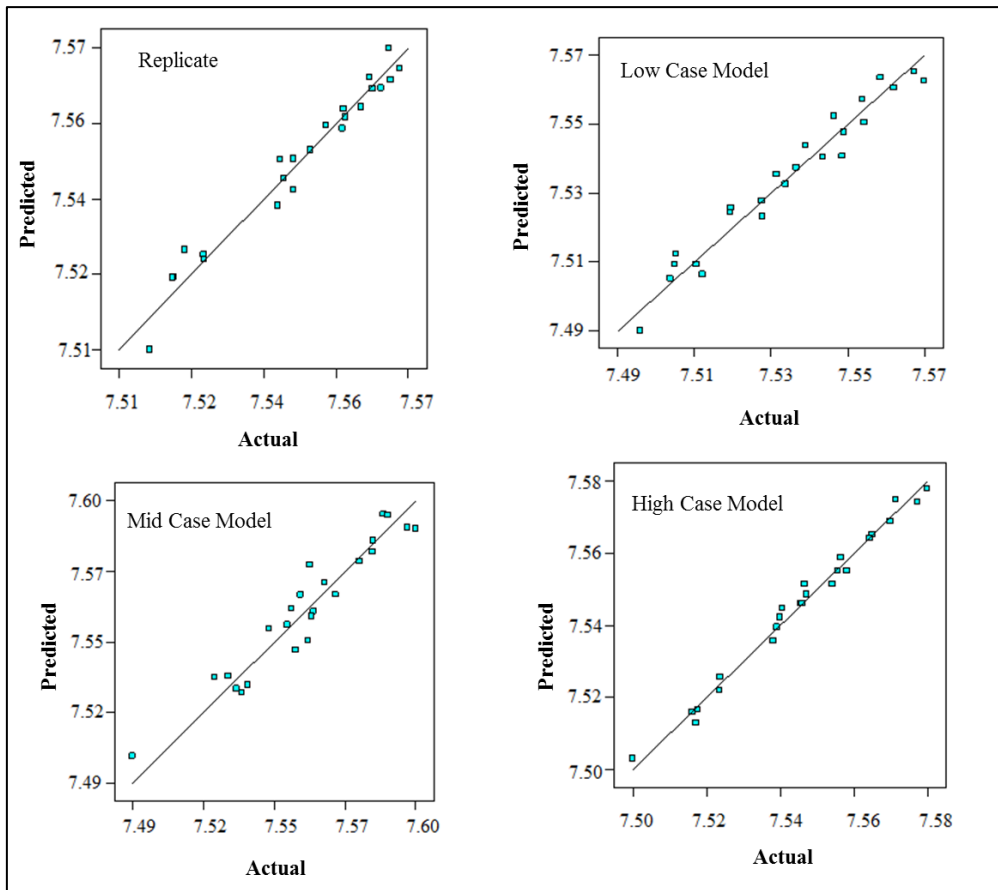 Replicate
7.57
7.56
7.54
7.52
7.51
Predicted
7.51 7.52 7.54 7.56 7.57
Actual
Low Case Model
7.57
7.55
7.53
7.51
7.49
Predicted
7.49 7.51 7.53 7.55 7.57
Actual
Mid Case Model
7.60
7.57
7.55
7.52
7.49
Predicted
7.49 7.52 7.55 7.57 7.60
Actual
High Case Model
7.58
7.56
7.54
7.52
7.50
Predicted
7.50 7.52 7.54 7.56 7.58
Actual